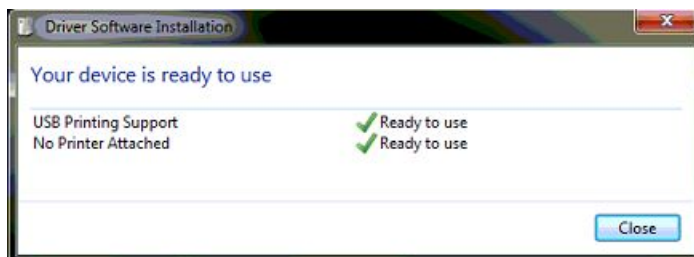 Driver Software Installation
Your device is ready to use
USB Printing Support Ready to use
No Printer Attached Ready to use
Close